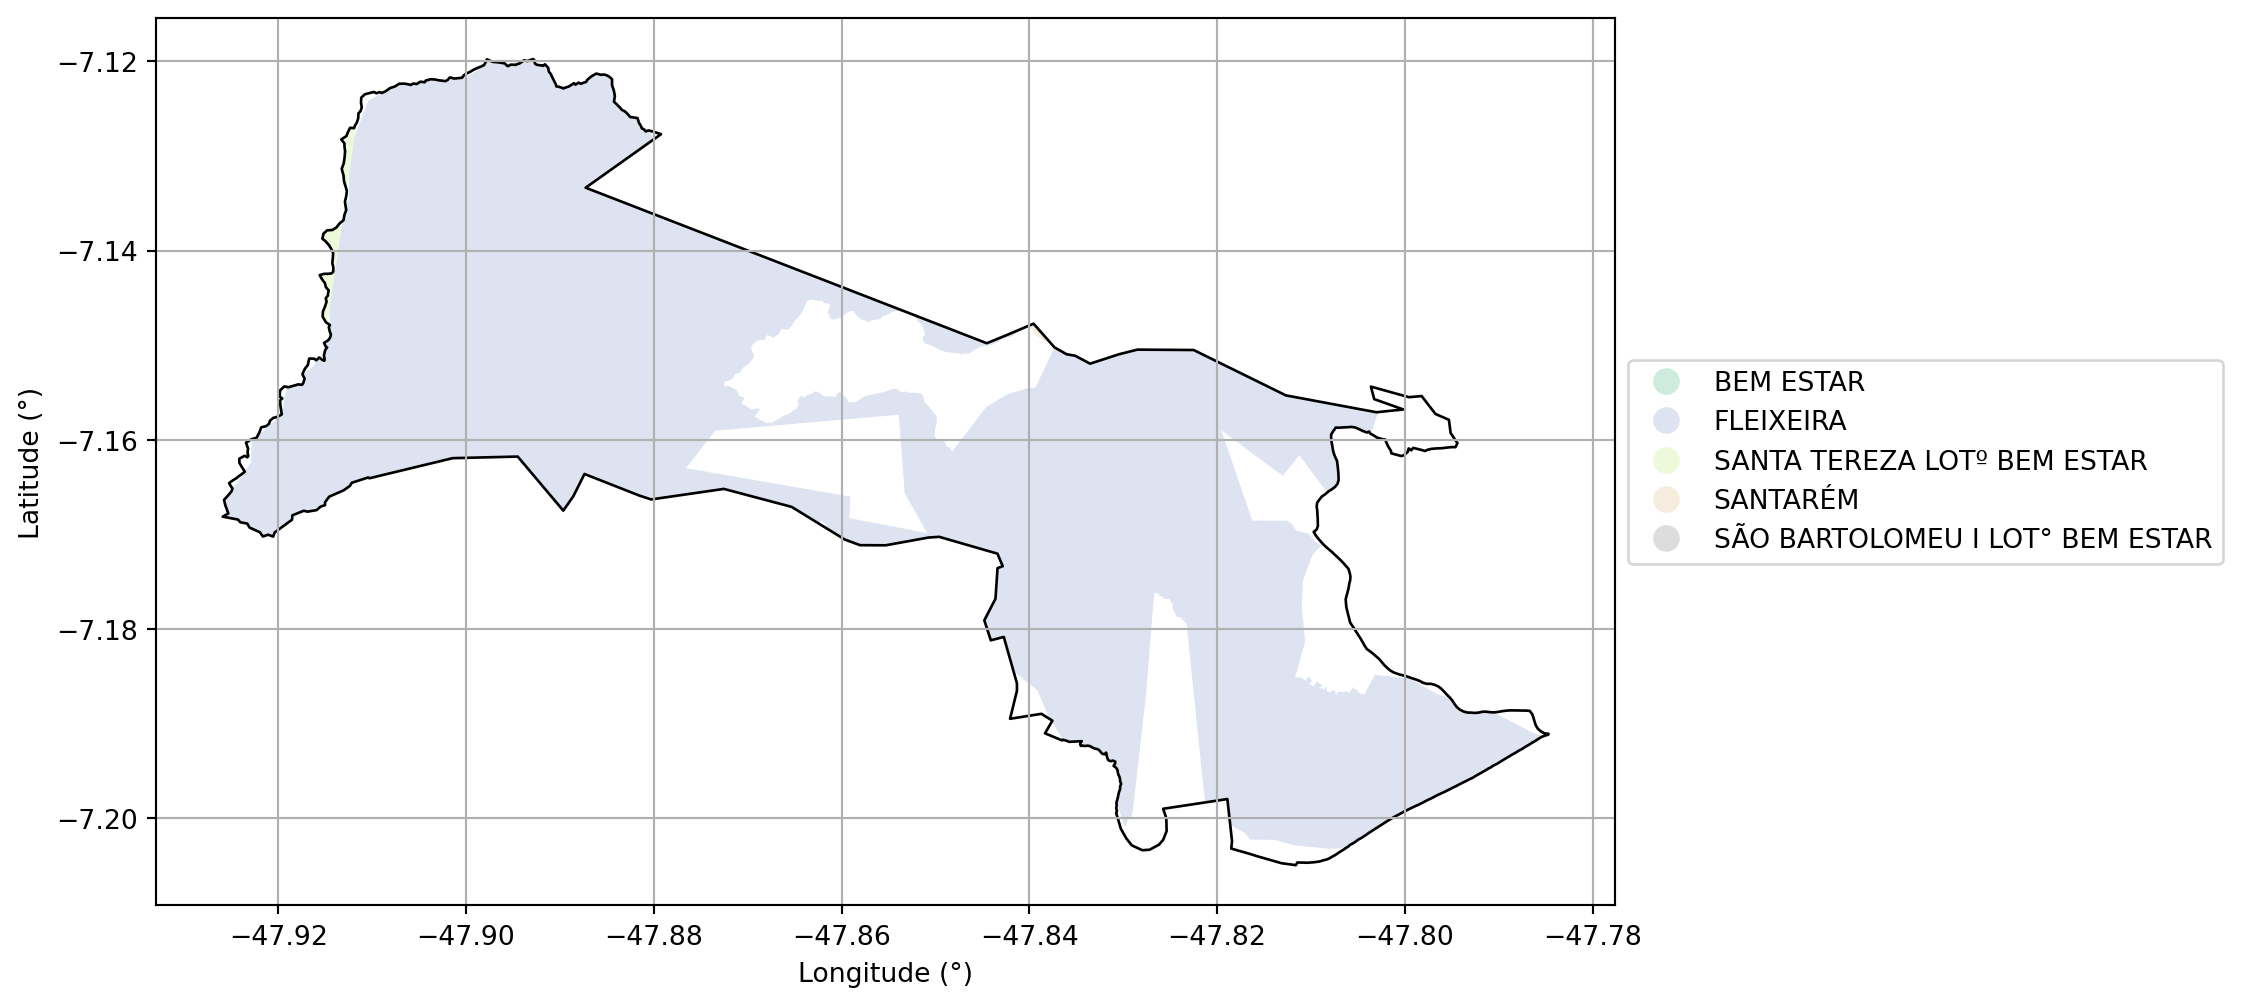 −7.12
−7.14
−7.16
−7.18
−7.20
Latitude (°)
−47.92
−47.90
−47.88
−47.86
−47.84
−47.82
−47.80
−47.78
Longitude (°)
BEM ESTAR
FLEIXEIRA
SANTA TEREZA LOTº BEM ESTAR
SANTARÉM
SÃO BARTOLOMEU I LOT° BEM ESTAR